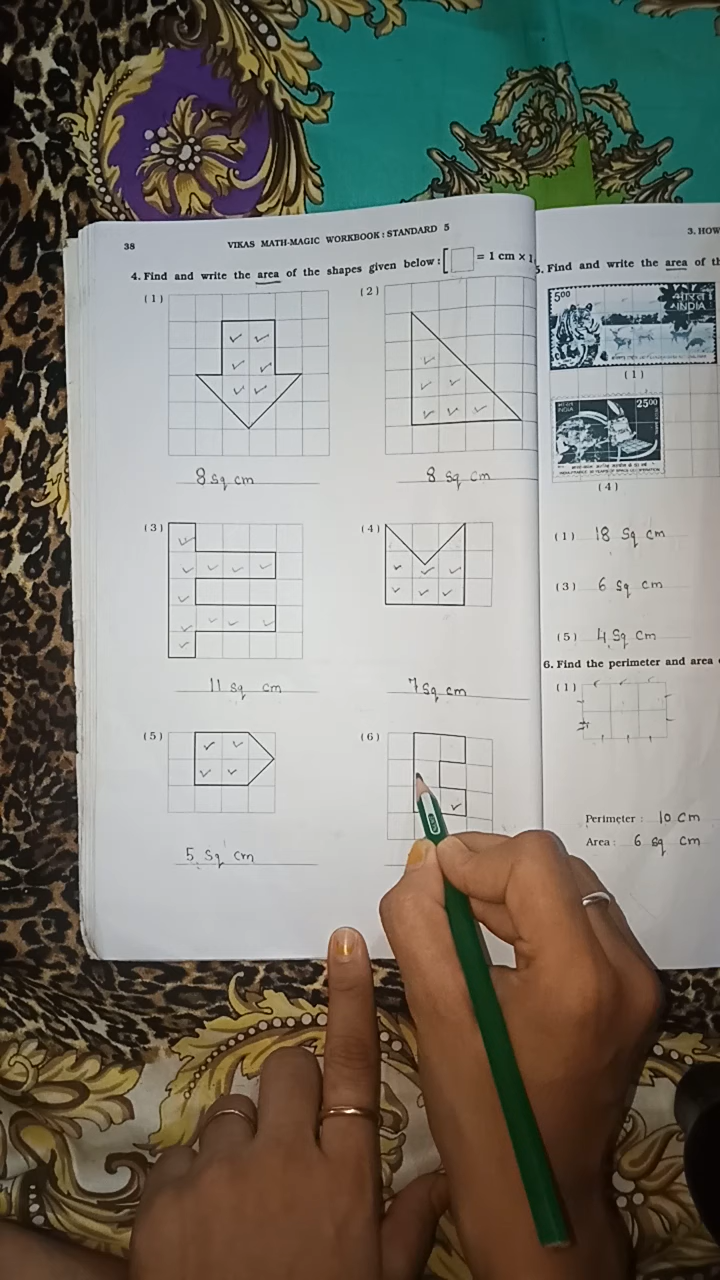 38
VIKAS MATH-MAGIC WORKBOOK : STANDARD 5
4. Find and write the area of the shapes given below : [ = 1 cm × 1
(1)
(2)
8 sq cm
8 sq cm
(3)
(4)
11 sq cm
7 sq cm
(5)
(6)
5 sq cm
3. HOW
5. Find and write the area of th
500
भारत
INDIA
(1)
INDIA
2500
(4)
(1) 18 Sq cm
(3) 6 Sq cm
(5) 4 Sq cm
6. Find the perimeter and area
(1)
Perimeter : 10 cm
Area : 6 sq cm